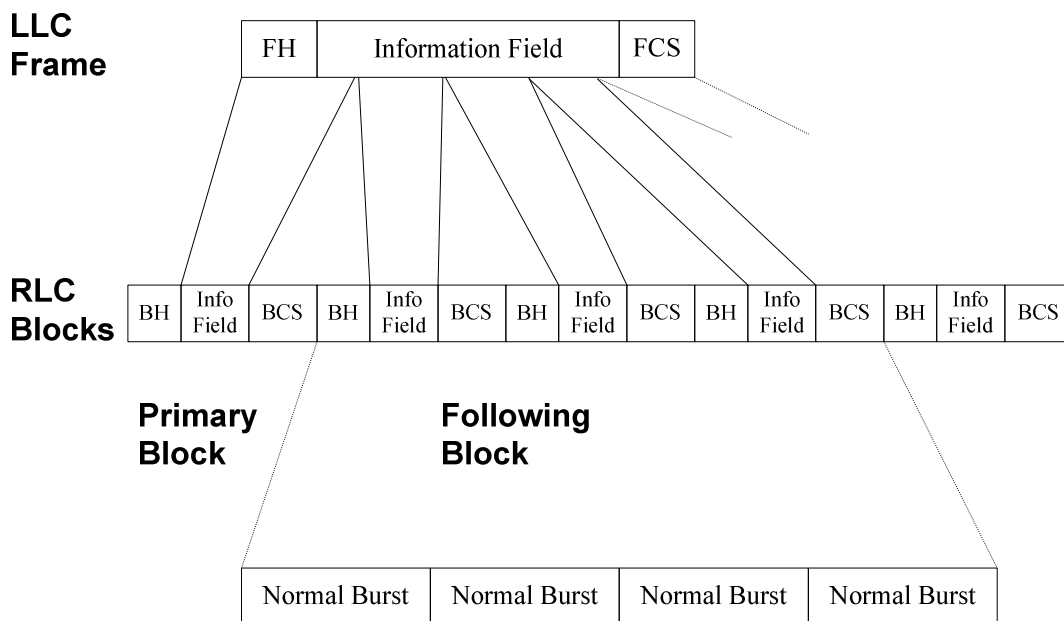 LLC
Frame
FH Information Field FCS
RLC
Blocks
BH Info Field BCS BH Info Field BCS BH Info Field BCS BH Info Field BCS BH Info Field BCS
Primary
Block
Following
Block
Normal Burst Normal Burst Normal Burst Normal Burst